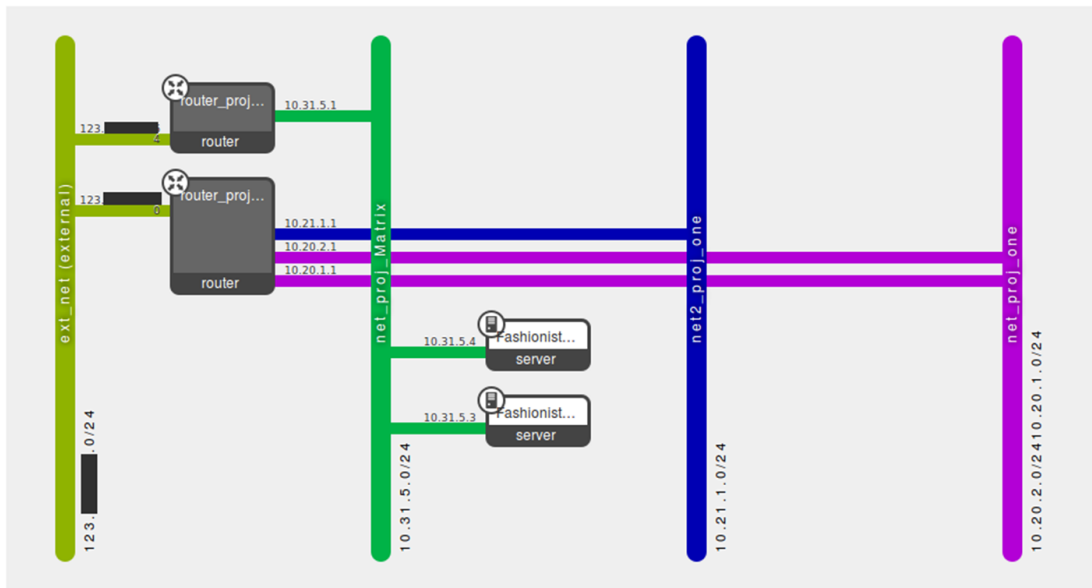 router_proj...
router
10.31.5.1
123.
4
router_proj...
router
123.
10.21.1.1
10.20.2.1
10.20.1.1
ext_net (external)
123. .0/24
net_proj_Matrix
10.31.5.0/24
10.31.5.4
Fashionist...
server
10.31.5.3
Fashionist...
server
net2_proj_one
10.21.1.0/24
net_proj_one
10.20.2.0/2410.20.1.0/24